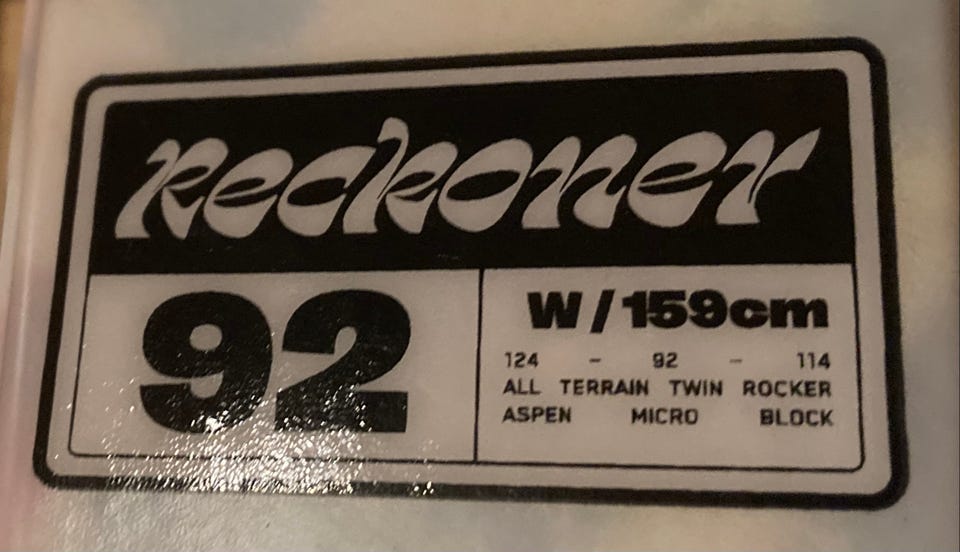 Reckoner
92
W/159cm
124 - 92 - 114
ALL TERRAIN TWIN ROCKER
ASPEN MICRO BLOCK